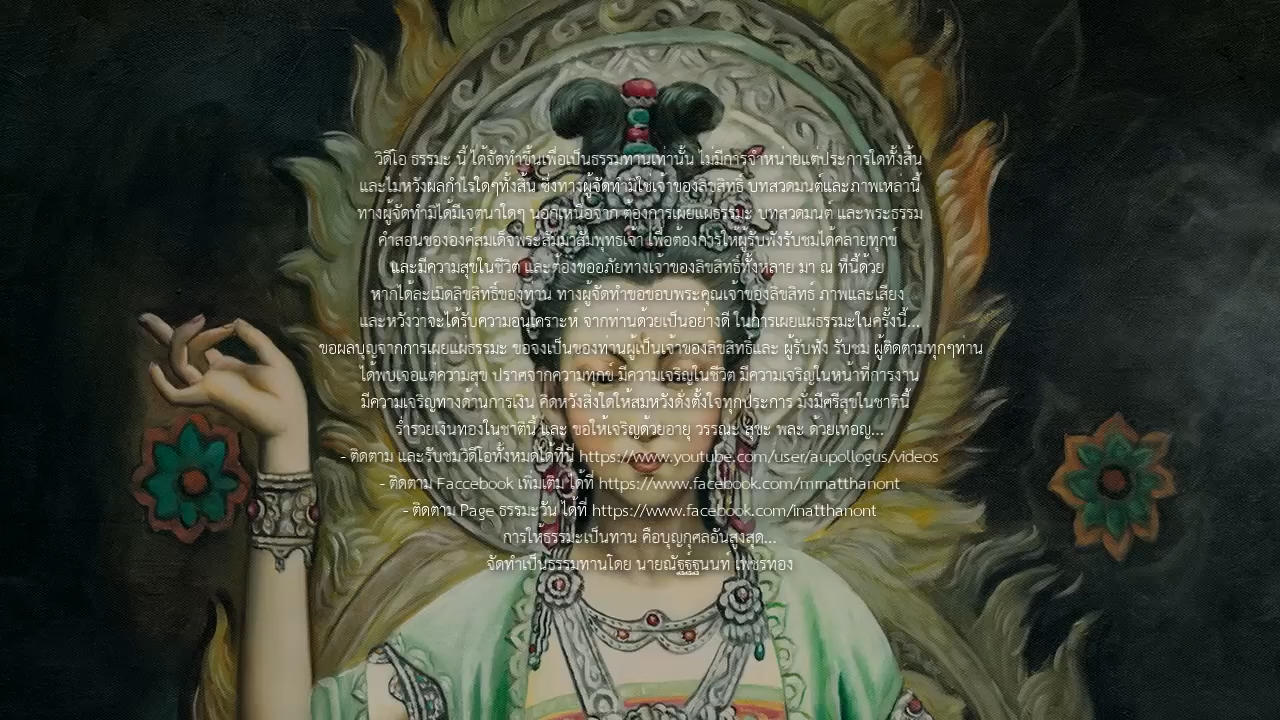 วิดีโอ ธรรมะ นี้ ได้จัดทำขึ้นเพื่อเป็นธรรมทานเท่านั้น ไม่มีการจำหน่ายแต่ประการใดทั้งสิ้น
และไม่หวังผลกำไรใดๆทั้งสิ้น ซึ่งทางผู้จัดทำมิใช่เจ้าของลิขสิทธิ์ บทสวดมนต์และภาพเหล่านี้
ทางผู้จัดทำมิได้มีเจตนาใดๆ นอกเหนือจาก ต้องการเผยแผ่ธรรมะ บทสวดมนต์ และพระธรรม
คำสอนขององค์สมเด็จพระสัมมาสัมพุทธเจ้า เพื่อต้องการให้ผู้รับฟังรับชมได้คลายทุกข์
และมีความสุขในชีวิต และต้องขออภัยทางเจ้าของลิขสิทธิ์ทั้งหลาย มา ณ ที่นี้ด้วย
หากได้ละเมิดลิขสิทธิ์ของท่าน ทางผู้จัดทำขอขอบพระคุณเจ้าของลิขสิทธ์ ภาพและเสียง
และหวังว่าจะได้รับความอนุเคราะห์ จากท่านด้วยเป็นอย่างดี ในการเผยแผ่ธรรมะในครั้งนี้...
ขอผลบุญจากการเผยแผ่ธรรมะ ขอจงเป็นของท่านผู้เป็นเจ้าของลิขสิทธิ์และ ผู้รับฟัง รับชม ผู้ติดตามทุกๆท่าน
ได้พบเจอแต่ความสุข ปราศจากความทุกข์ มีความเจริญในชีวิต มีความเจริญในหน้าที่การงาน
มีความเจริญทางด้านการเงิน คิดหวังสิ่งใดให้สมหวังดั่งตั้งใจทุกประการ มั่งมีศรีสุขในชาตินี้
ร่ำรวยเงินทองในชาตินี้ และ ขอให้เจริญด้วยอายุ วรรณะ สุขะ พละ ด้วยเทอญ...
- ติดตาม และรับชมวิดีโอทั้งหมดได้ที่นี่ https://www.youtube.com/user/aupollogus/videos
- ติดตาม Faccebook เพิ่มเติม ได้ที่ https://www.facebook.com/mrnatthanont
- ติดตาม Page ธรรมะวัน ได้ที่ https://www.facebook.com/inatthanont
การให้ธรรมะเป็นทาน คือบุญกุศลอันสูงสุด...
จัดทำเป็นธรรมทานโดย นายณัฐฐ์ฐนนท์ เพชรทอง